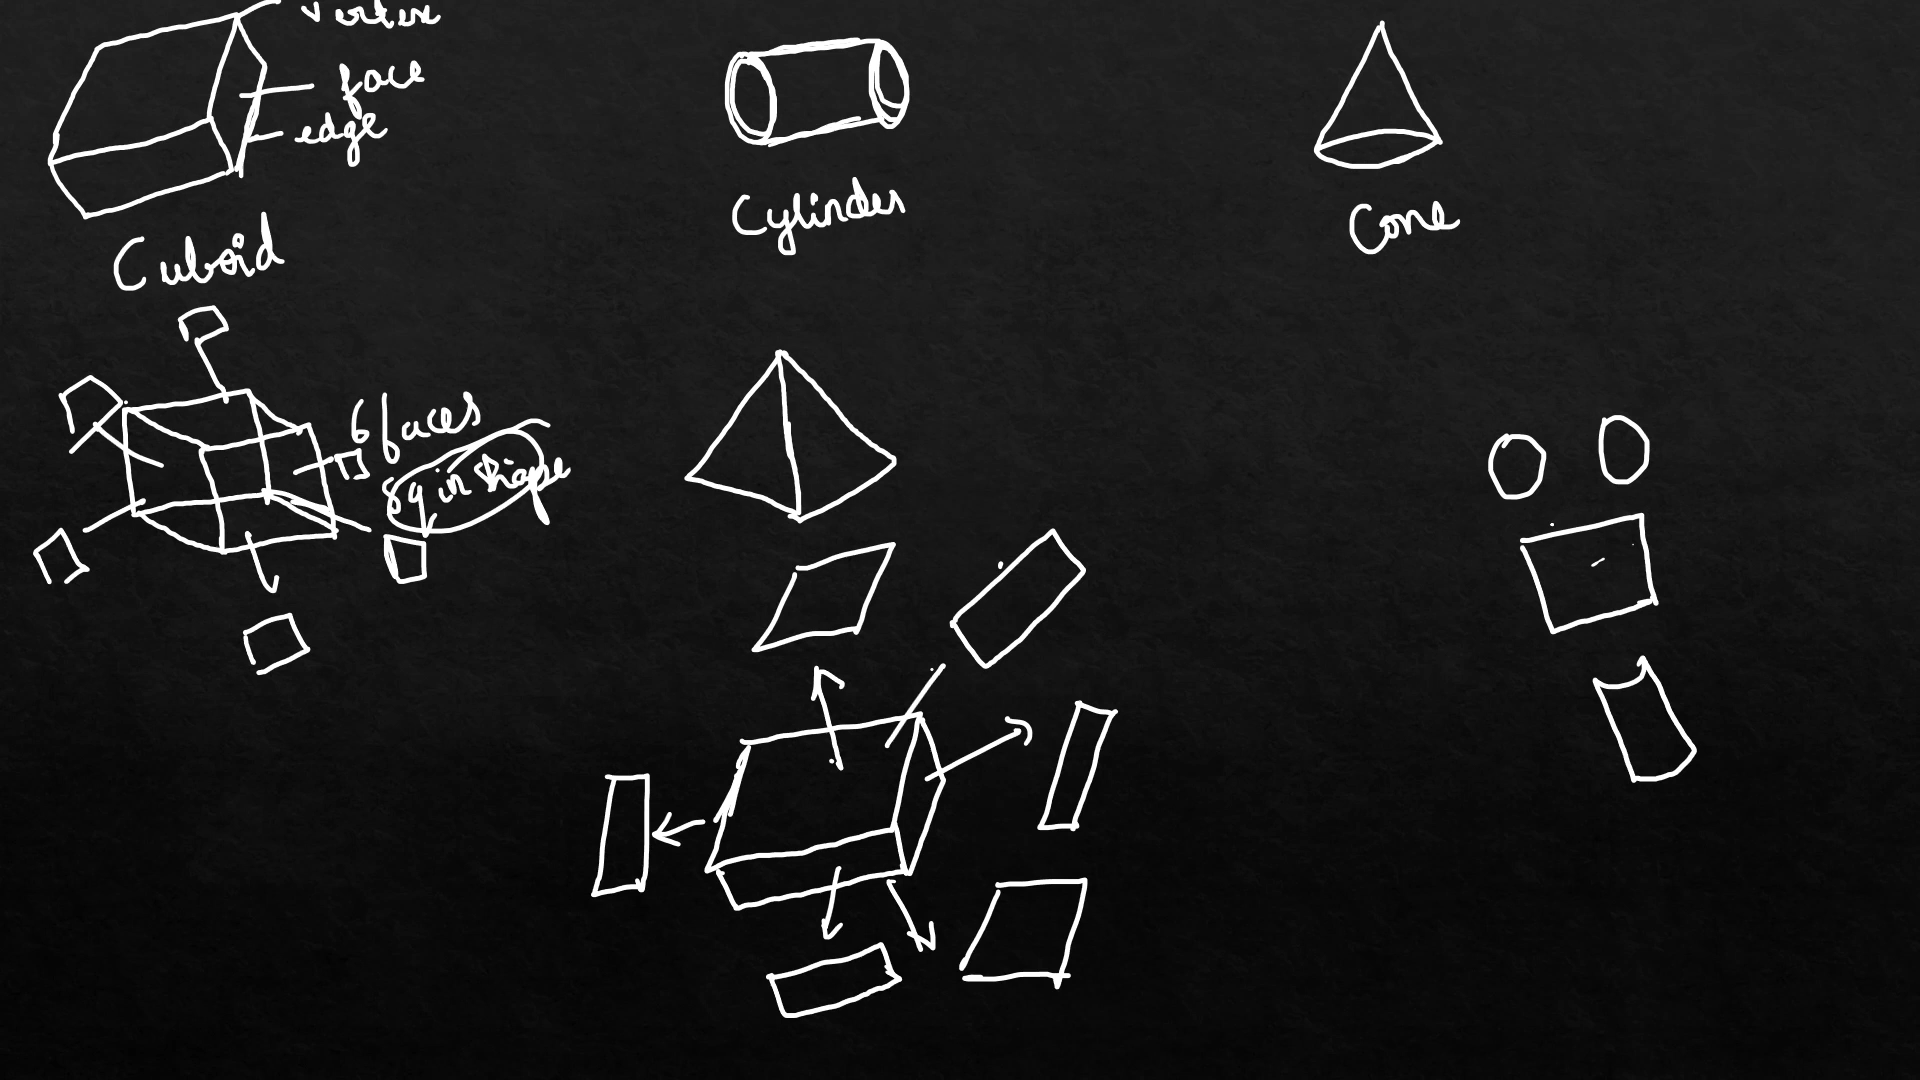 Vertex
face
edge
Cuboid
Cylinder
Cone
6 faces
Sq in shape